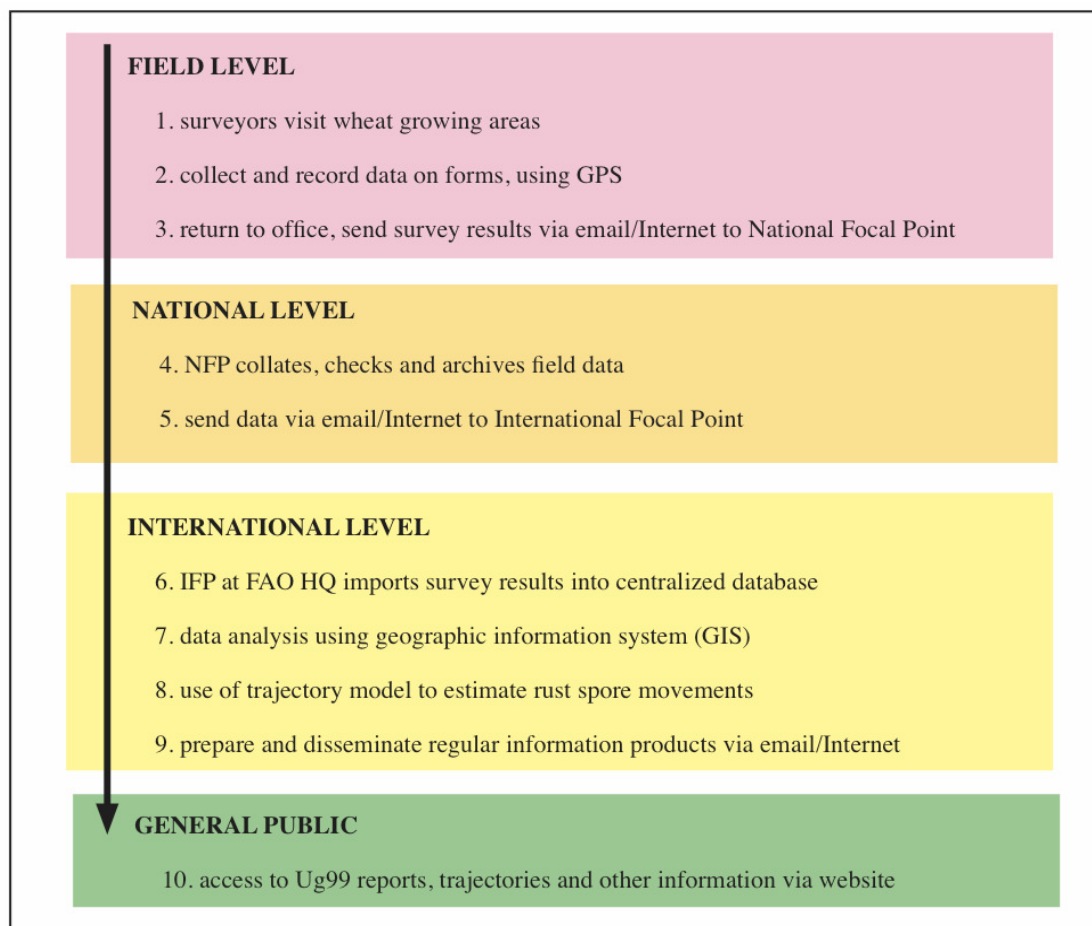 FIELD LEVEL
1. surveyors visit wheat growing areas
2. collect and record data on forms, using GPS
3. return to office, send survey results via email/Internet to National Focal Point
NATIONAL LEVEL
4. NFP collates, checks and archives field data
5. send data via email/Internet to International Focal Point
INTERNATIONAL LEVEL
6. IFP at FAO HQ imports survey results into centralized database
7. data analysis using geographic information system (GIS)
8. use of trajectory model to estimate rust spore movements
9. prepare and disseminate regular information products via email/Internet
GENERAL PUBLIC
10. access to Ug99 reports, trajectories and other information via website